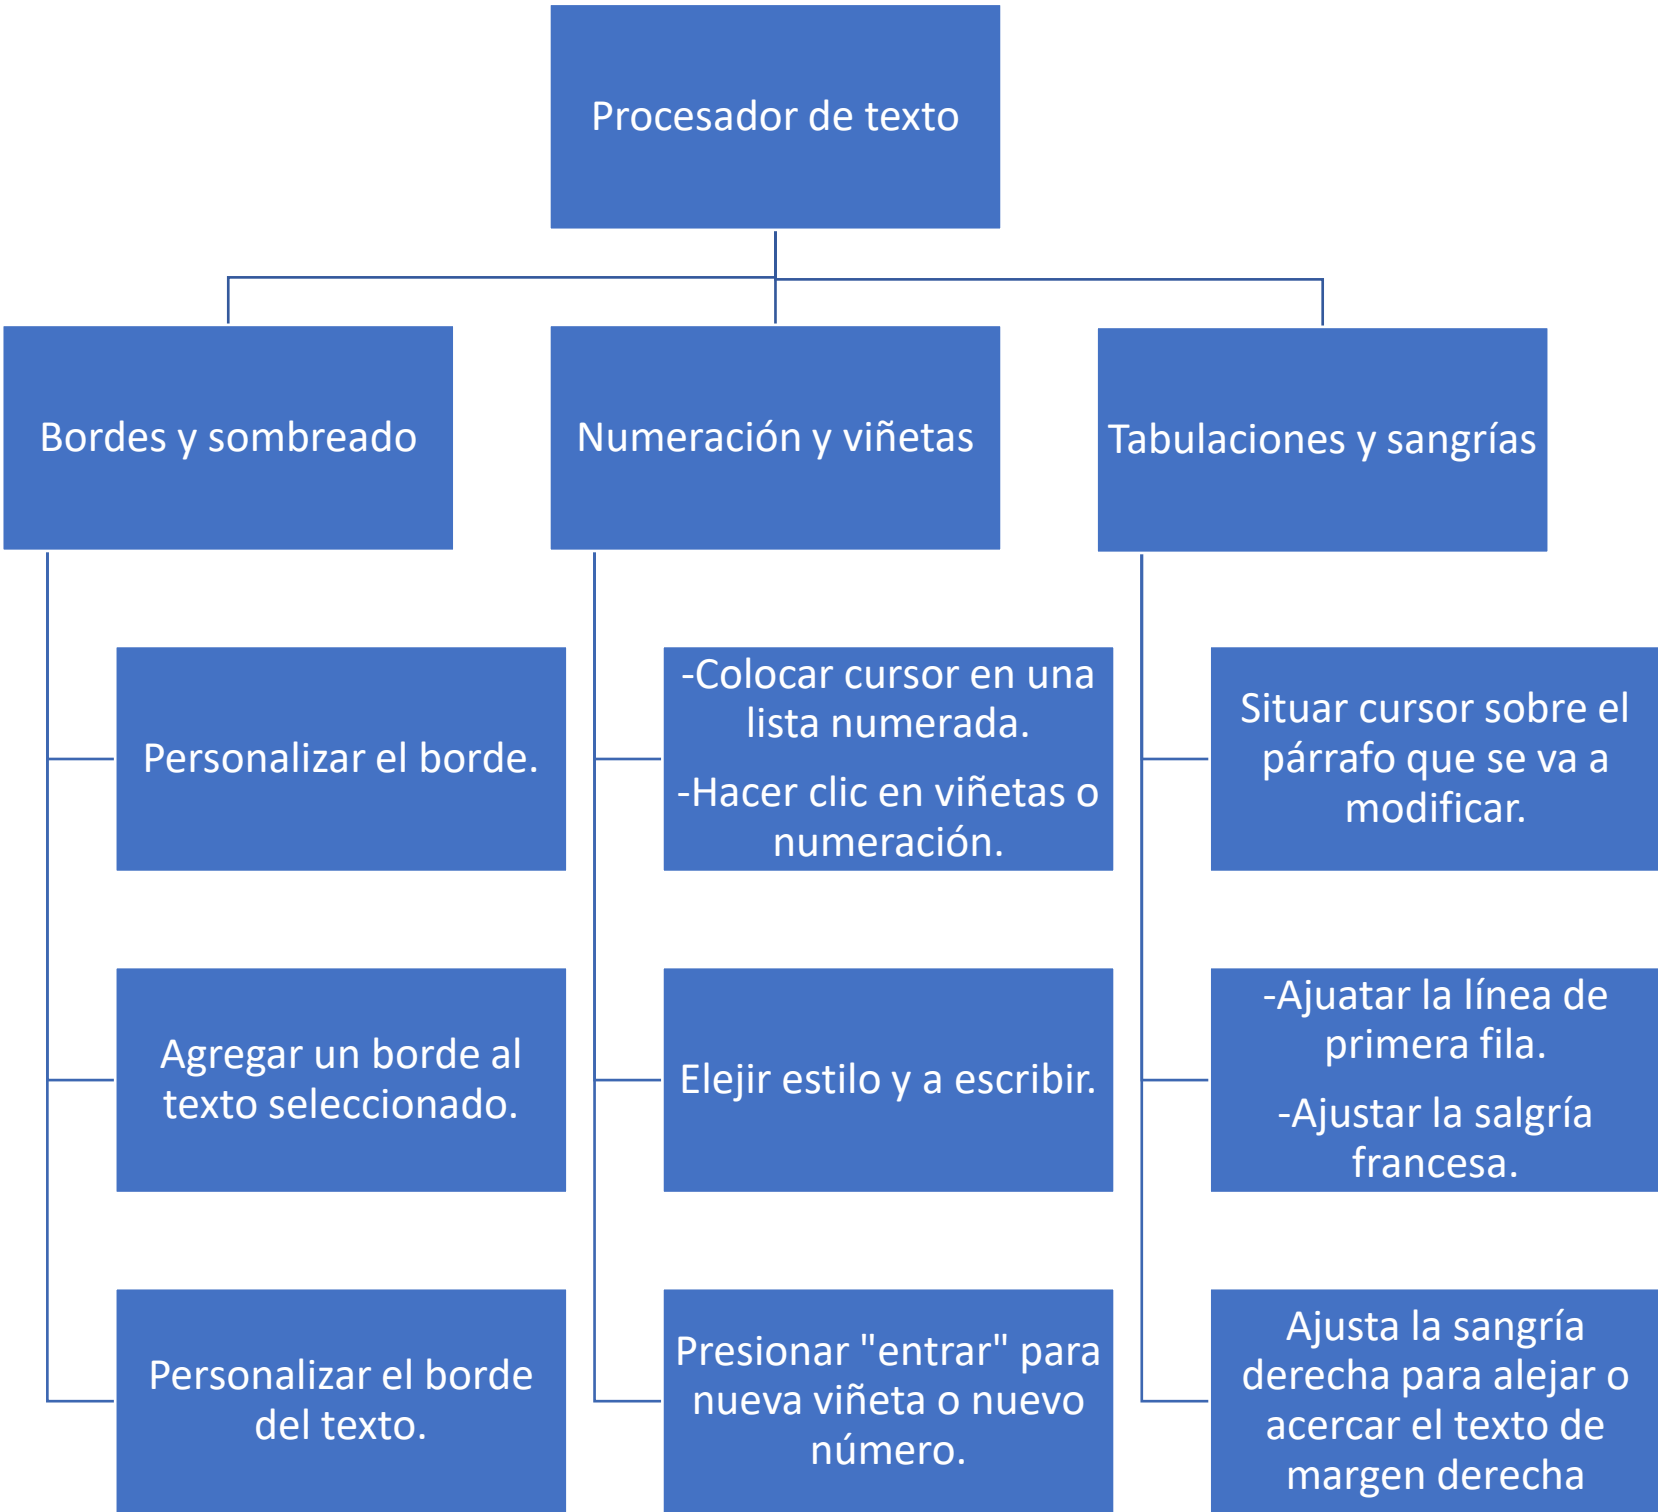 Procesador de texto
Bordes y sombreado
Numeración y viñetas
Tabulaciones y sangrías
Personalizar el borde.
-Colocar cursor en una
lista numerada.
-Hacer clic en viñetas o
numeración.
Situar cursor sobre el
párrafo que se va a
modificar.
Agregar un borde al
texto seleccionado.
Elejir estilo y a escribir.
-Ajuatar la línea de
primera fila.
-Ajustar la salgría
francesa.
Personalizar el borde
del texto.
Presionar "entrar" para
nueva viñeta o nuevo
número.
Ajusta la sangría
derecha para alejar o
acercar el texto de
margen derecha